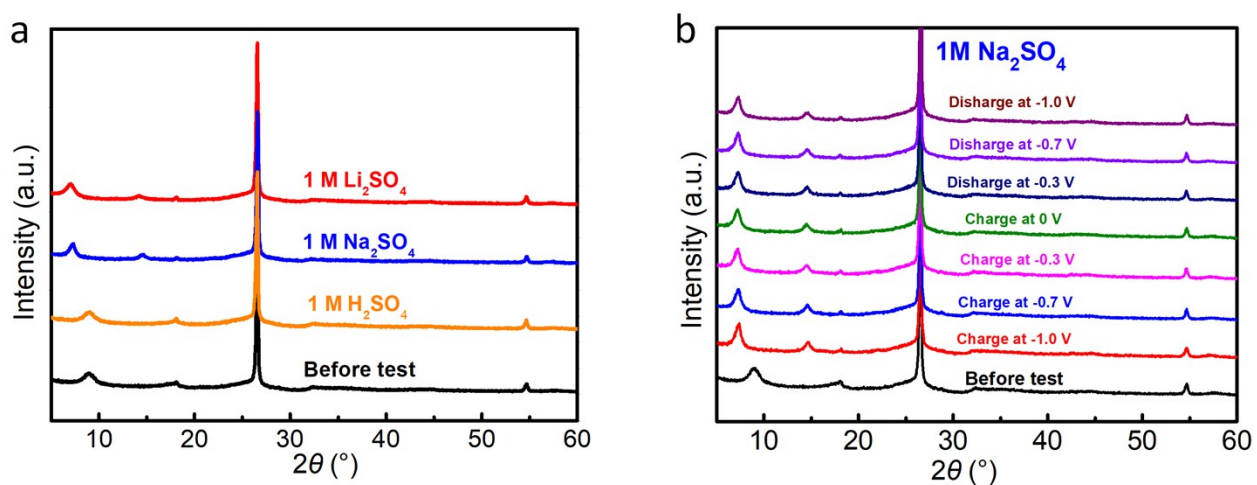 a
1 M Li₂SO₄
1 M Na₂SO₄
1 M H₂SO₄
Before test
Intensity (a.u.)
10 20 30 40 50 60
2θ (°)
b
1M Na₂SO₄
Disharge at -1.0 V
Disharge at -0.7 V
Disharge at -0.3 V
Charge at 0 V
Charge at -0.3 V
Charge at -0.7 V
Charge at -1.0 V
Before test
Intensity (a.u.)
10 20 30 40 50 60
2θ (°)